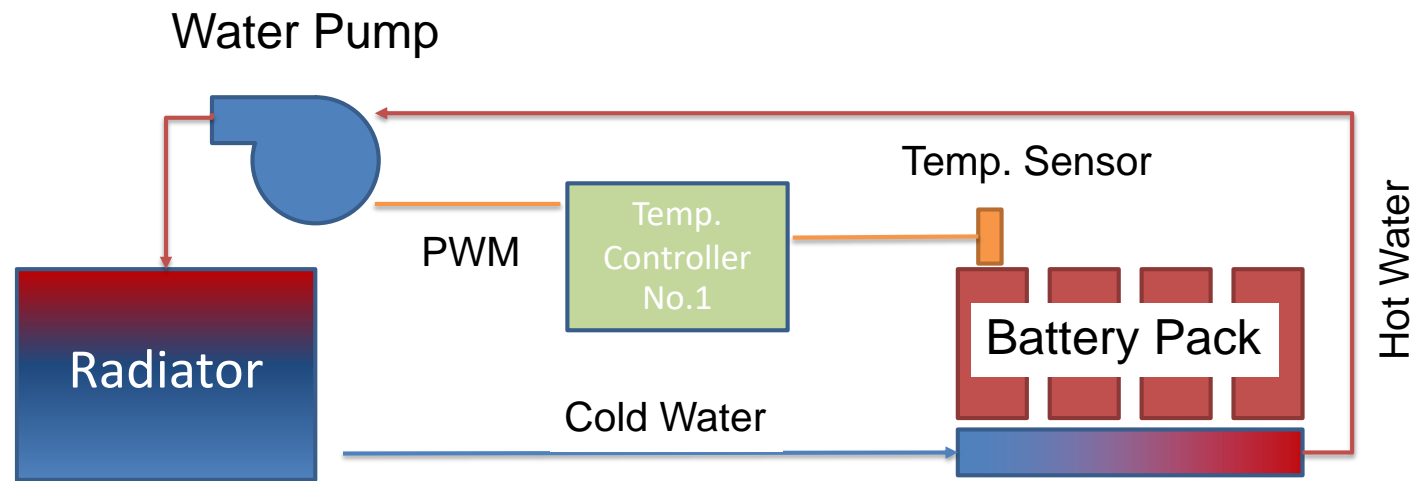 Water Pump
Temp. Sensor
Temp.
Controller
No.1
PWM
Hot Water
Battery Pack
Radiator
Cold Water